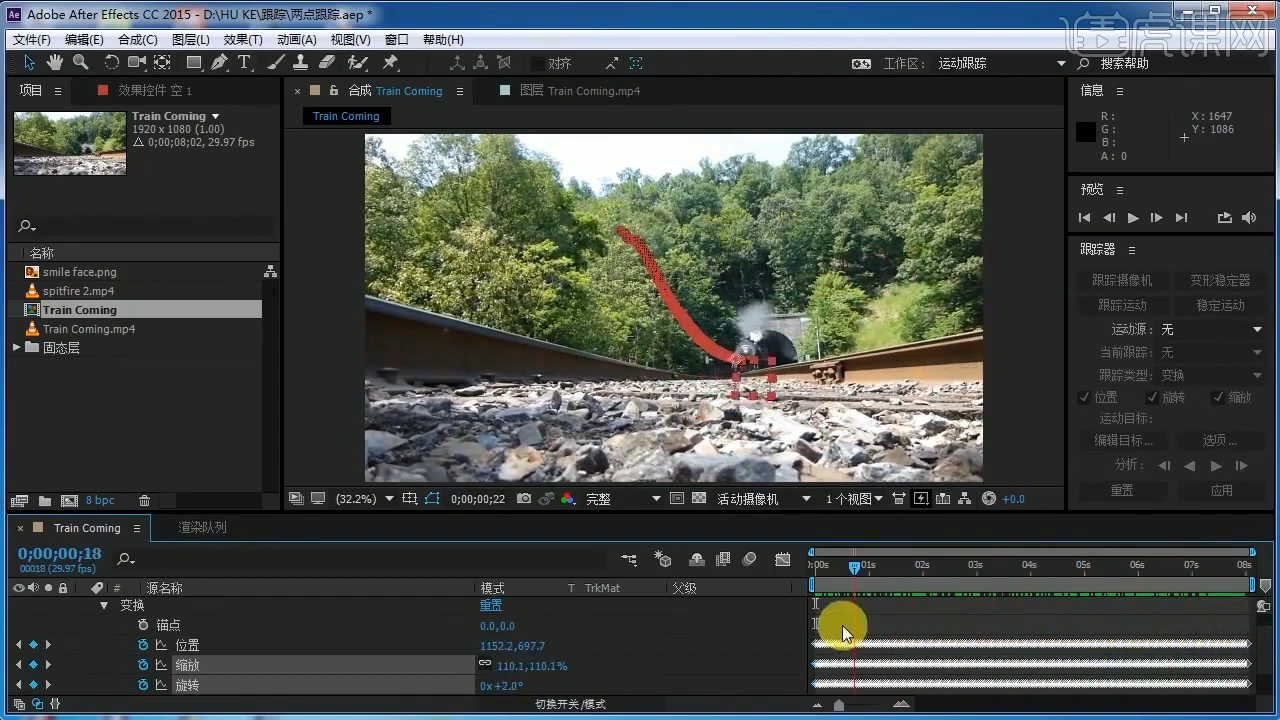 Adobe After Effects CC 2015 - D:\HU KE\跟踪\两点跟踪.aep *
虎课网
文件(F) 编辑(E) 合成(C) 图层(L) 效果(T) 动画(A) 视图(V) 窗口 帮助(H)
对齐 工作区: 运动跟踪 搜索帮助
项目 效果控件 空 1
Train Coming
1920 x 1080 (1.00)
△ 0;00;08;02, 29.97 fps
名称
smile face.png
spitfire 2.mp4
Train Coming
Train Coming.mp4
固态层
8 bpc
合成 Train Coming 图层 Train Coming.mp4
Train Coming
(32.2%) 0;00;00;22 完整 活动摄像机 1 个视图 +0.0
信息
R: X: 1647
G: Y: 1086
B:
A: 0
预览
跟踪器
跟踪摄像机 变形稳定器
跟踪运动 稳定运动
运动源: 无
当前跟踪: 无
跟踪类型: 变换
位置 旋转 缩放
运动目标:
编辑目标... 选项...
分析:
重置 应用
Train Coming 渲染队列
0;00;00;18
00018 (29.97 fps)
# 源名称 模式 T TrkMat 父级
:00s 01s 02s 03s 04s 05s 06s 07s 08s
变换 重置
锚点 0.0,0.0
位置 1152.2,697.7
缩放 110.1,110.1%
旋转 0x+2.0°
切换开关/模式